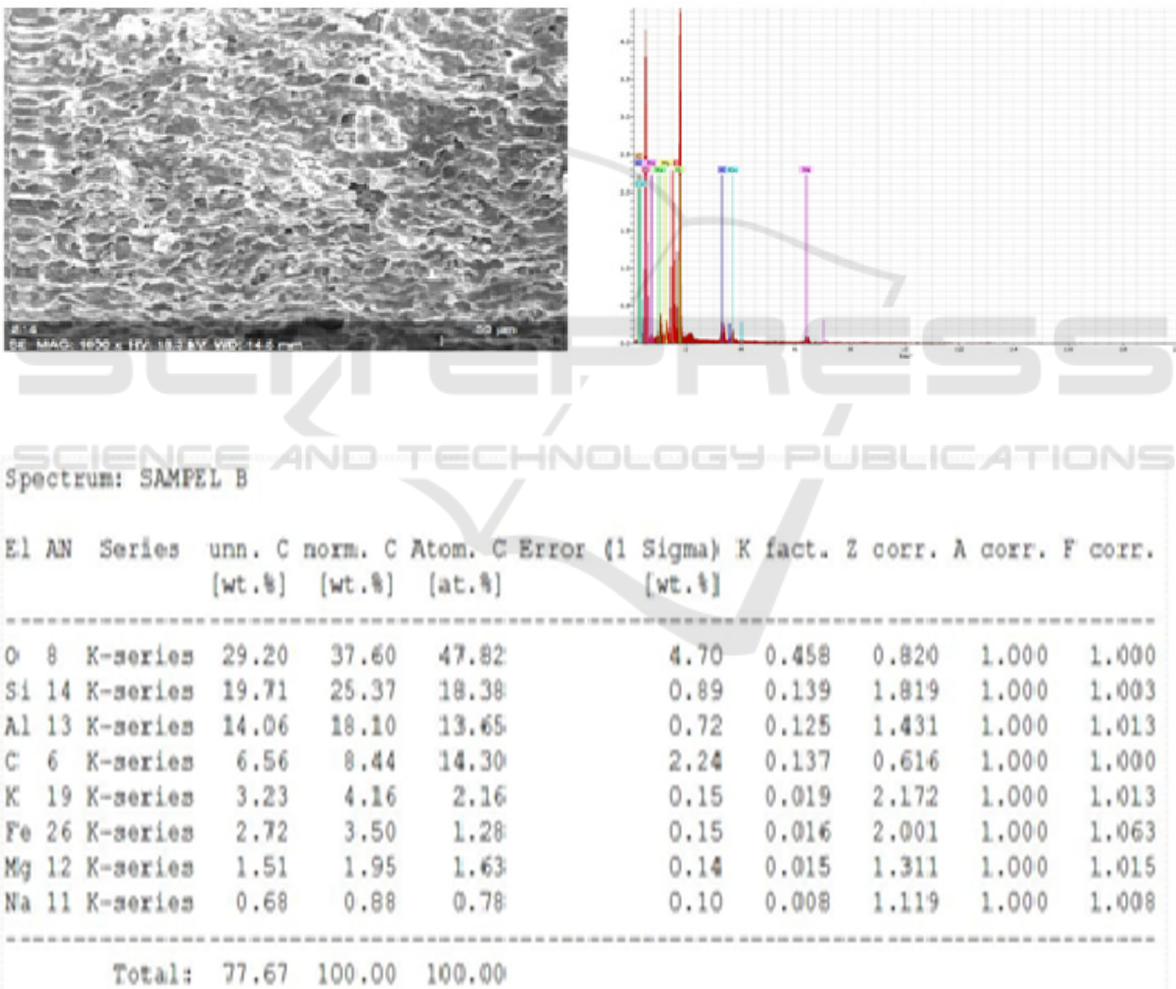 SE MAG: 1000 x HV: WD:
SCITEPRESS
SCIENCE AND TECHNOLOGY PUBLICATIONS
Spectrum: SAMPEL B
El AN Series unn. C norm. C Atom. C Error (1 Sigma) K fact. Z corr. A corr. F corr.
[wt.%] [wt.%] [at.%] [wt.%]
O 8 K-series 29.20 37.60 47.82 4.70 0.458 0.820 1.000 1.000
Si 14 K-series 19.71 25.37 18.38 0.89 0.139 1.819 1.000 1.003
Al 13 K-series 14.06 18.10 13.65 0.72 0.125 1.431 1.000 1.013
C 6 K-series 6.56 8.44 14.30 2.24 0.137 0.616 1.000 1.000
K 19 K-series 3.23 4.16 2.16 0.15 0.019 2.172 1.000 1.013
Fe 26 K-series 2.72 3.50 1.28 0.15 0.016 2.001 1.000 1.063
Mg 12 K-series 1.51 1.95 1.63 0.14 0.015 1.311 1.000 1.015
Na 11 K-series 0.68 0.88 0.78 0.10 0.008 1.119 1.000 1.008
Total: 77.67 100.00 100.00